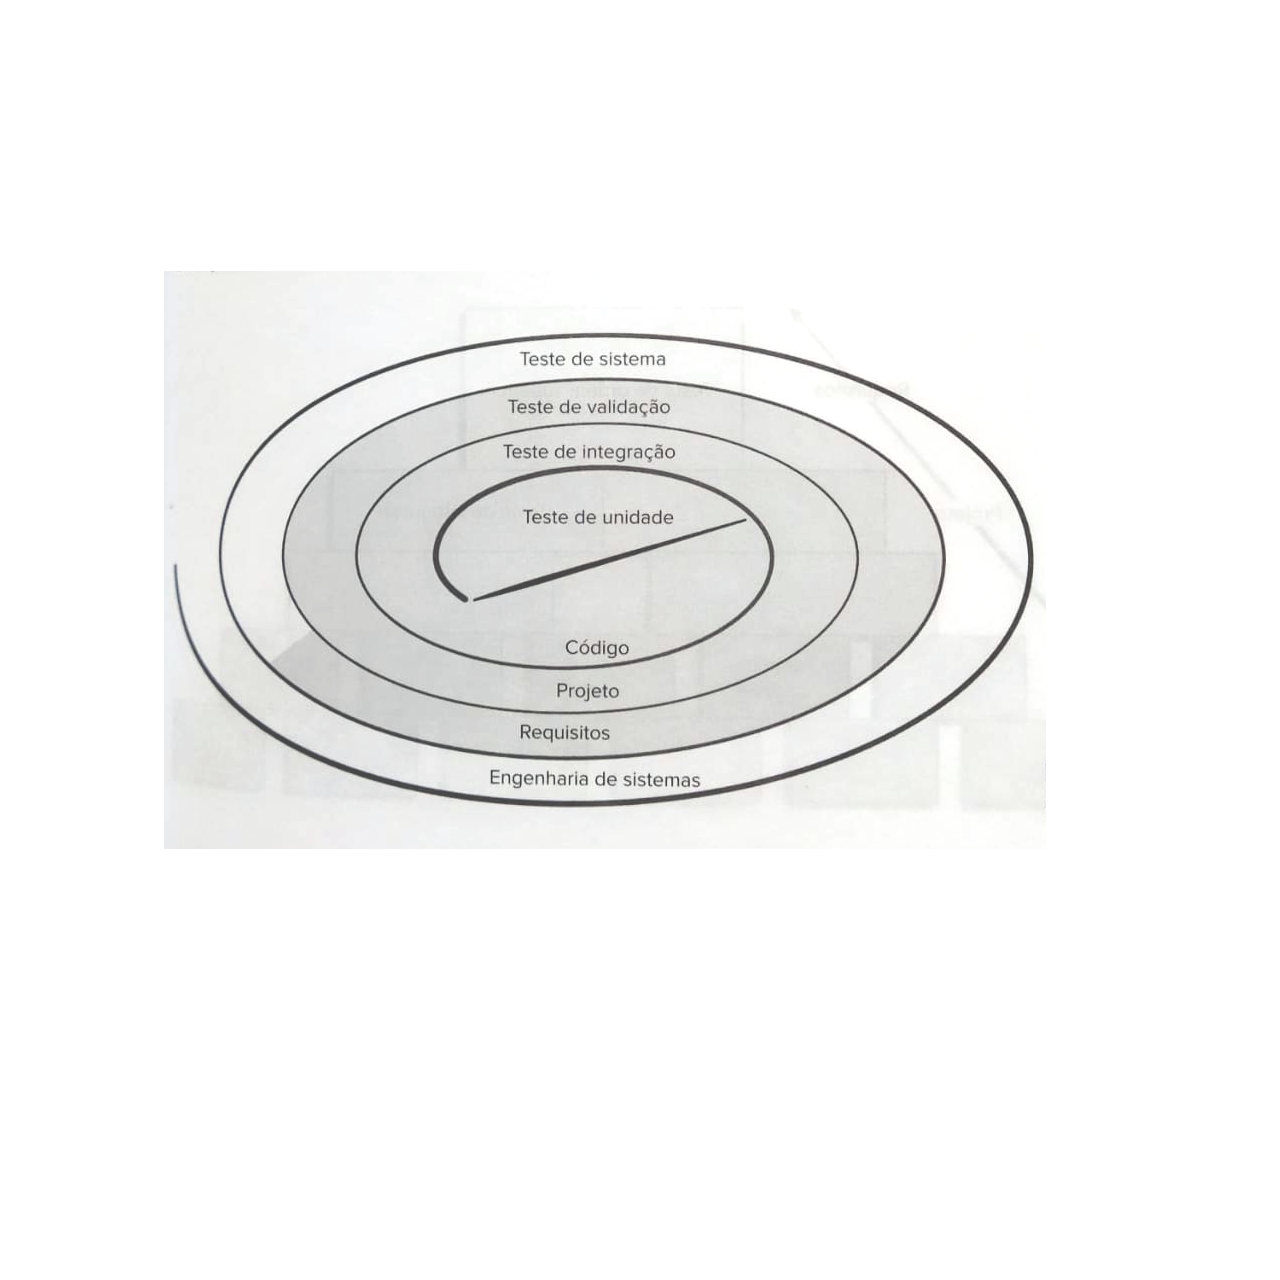 Teste de sistema
Teste de validação
Teste de integração
Teste de unidade
Código
Projeto
Requisitos
Engenharia de sistemas